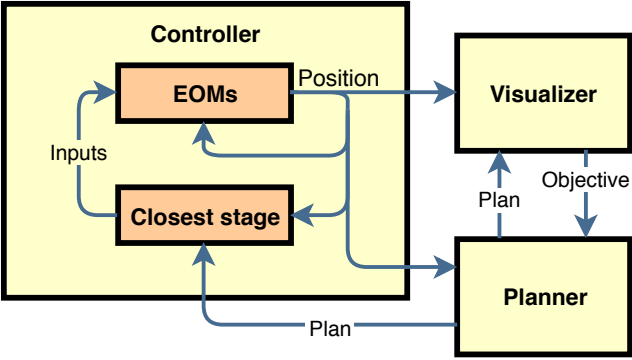 Controller
Position
EOMs
Visualizer
Inputs
Objective
Plan
Closest stage
Planner
Plan